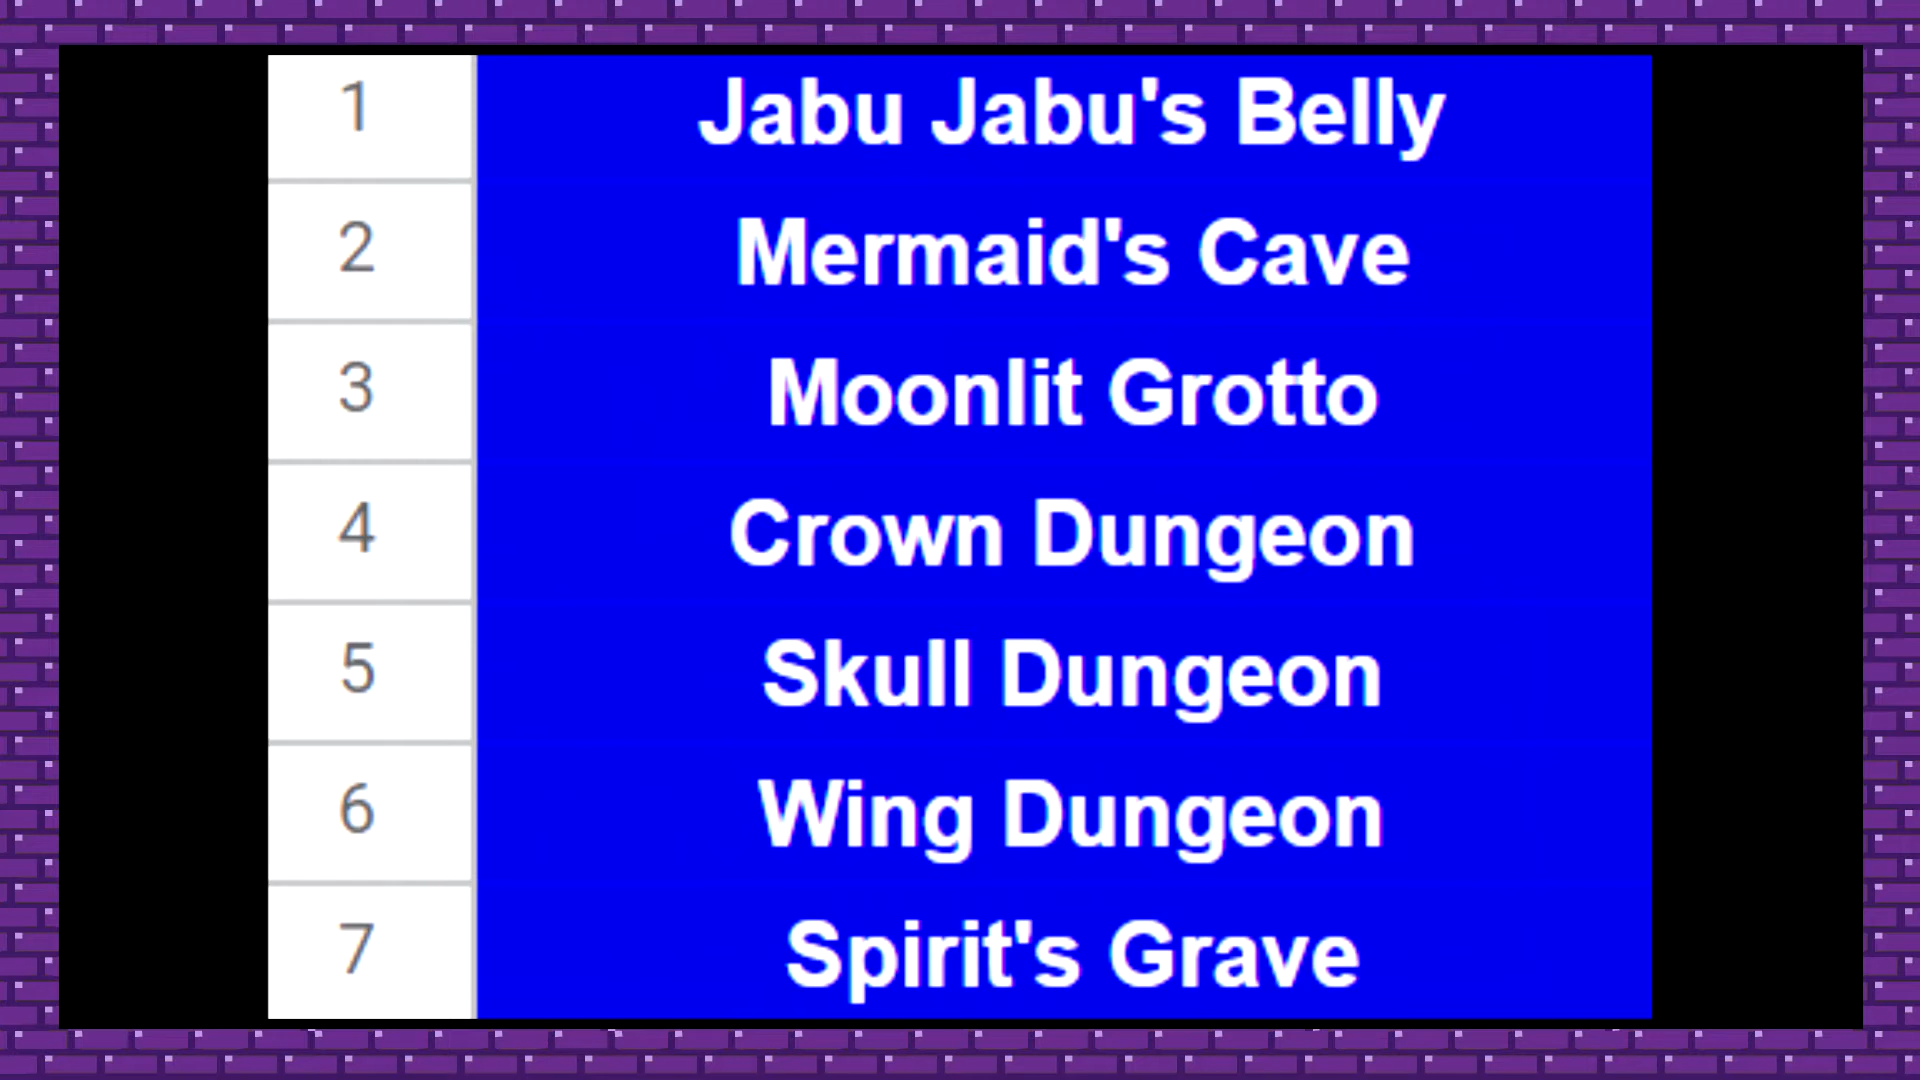 1 Jabu Jabu's Belly
2 Mermaid's Cave
3 Moonlit Grotto
4 Crown Dungeon
5 Skull Dungeon
6 Wing Dungeon
7 Spirit's Grave